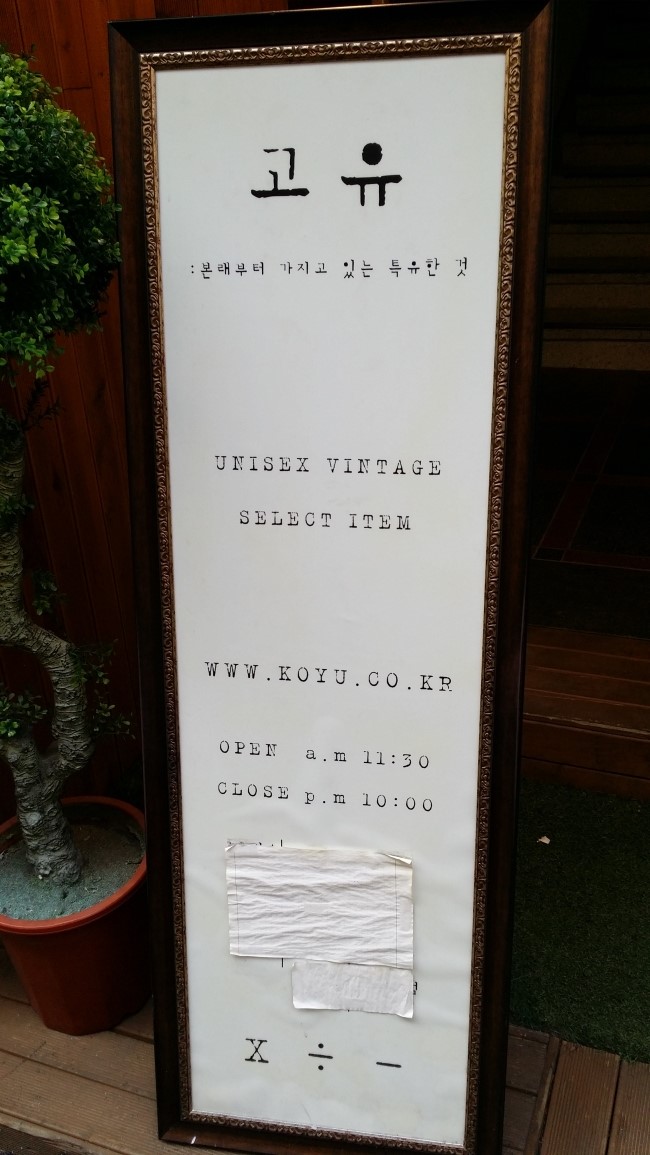 고유
:본래부터 가지고 있는 특유한 것
UNISEX VINTAGE
SELECT ITEM
WWW.KOYU.CO.KR
OPEN a.m 11:30
CLOSE p.m 10:00
X ÷ −